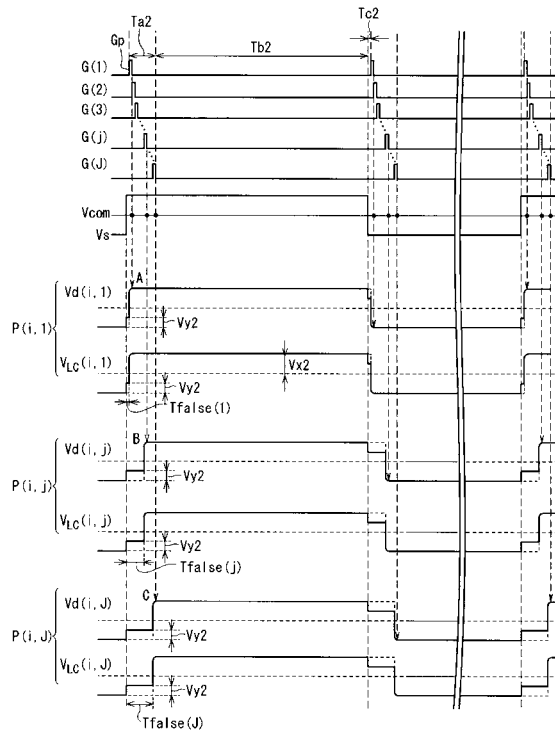 Ta2
Tc2
Gp
Tb2
G(1)
G(2)
G(3)
G(j)
G(J)
Vcom
Vs
A
Vd(i,1)
Vy2
P(i,1)
VLC(i,1)
Vx2
Vy2
Tfalse(1)
B
Vd(i,j)
Vy2
P(i,j)
VLC(i,j)
Vy2
Tfalse(j)
C
Vd(i,J)
Vy2
P(i,J)
VLC(i,J)
Vy2
Tfalse(J)